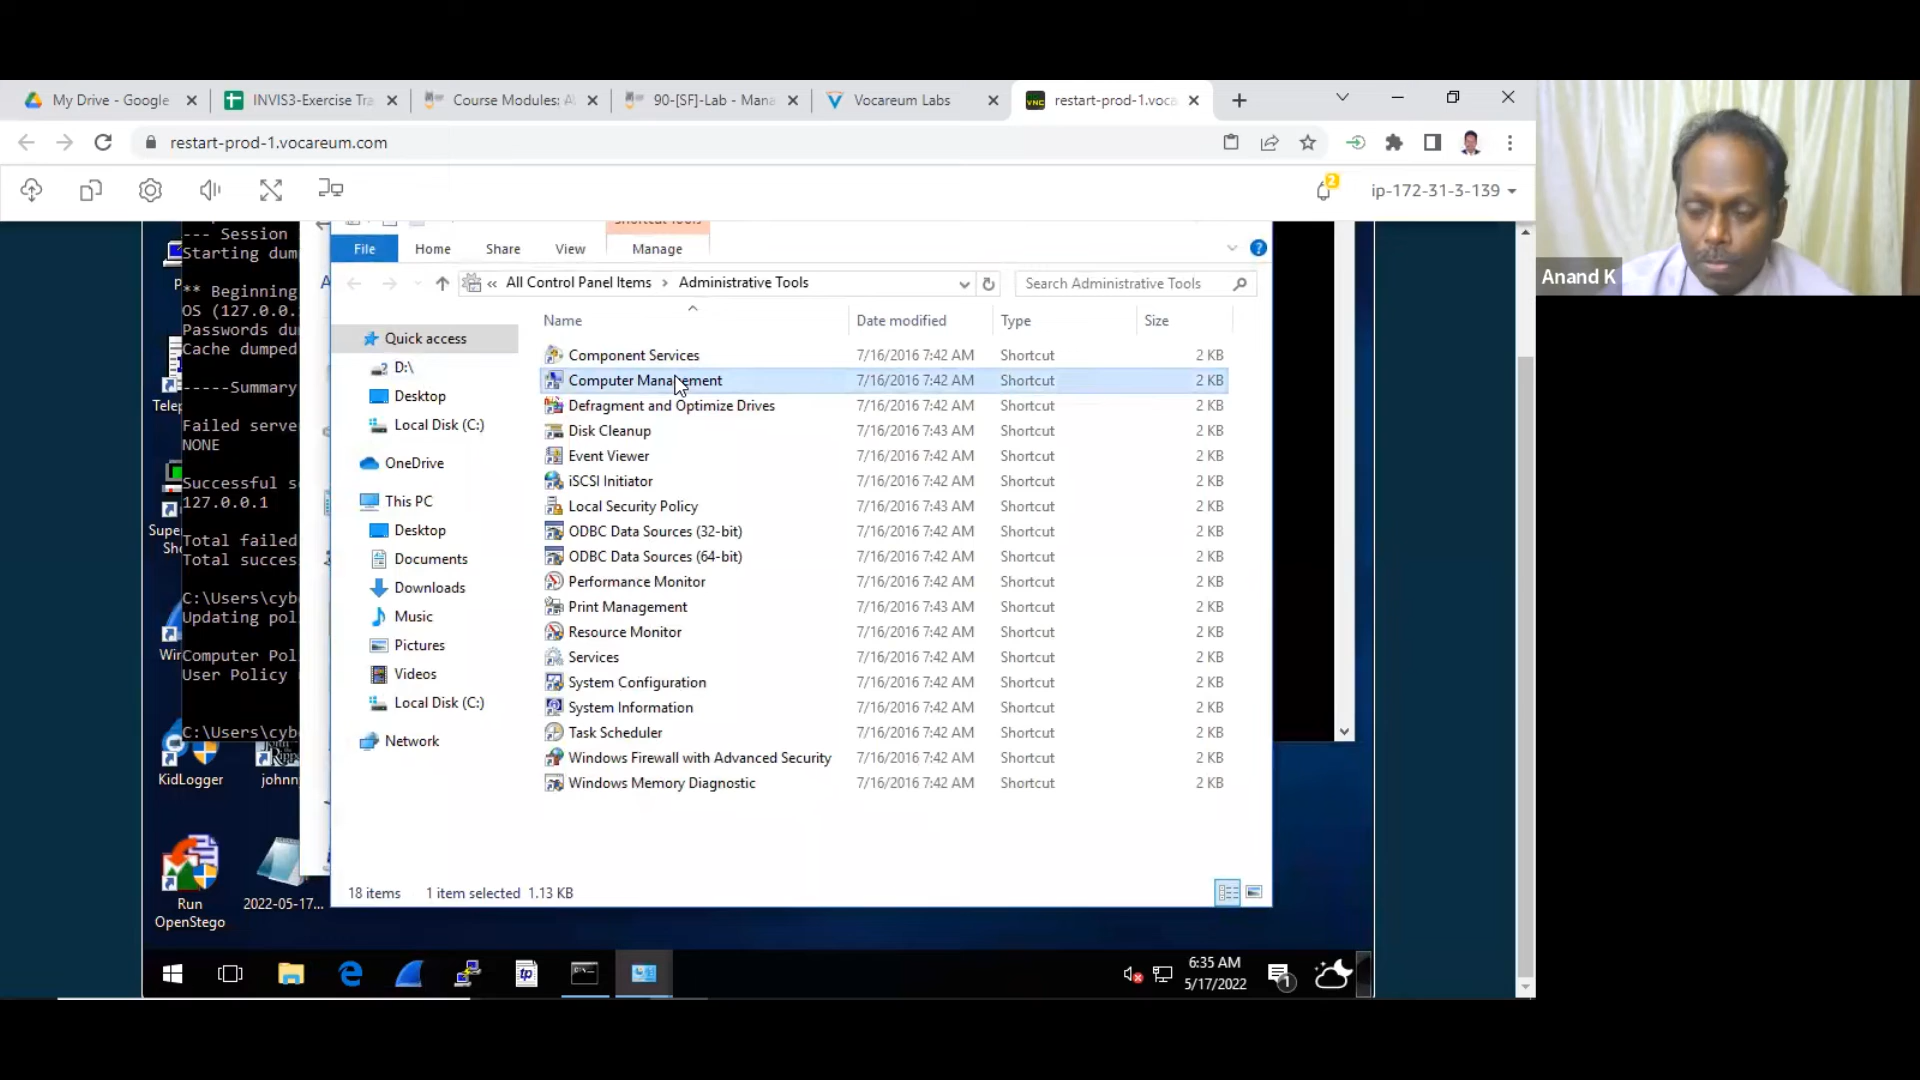 My Drive - Google
INVIS3-Exercise Tra
Course Modules: A
90-[SF]-Lab - Mana
Vocareum Labs
restart-prod-1.voca
restart-prod-1.vocareum.com
2
ip-172-31-3-139
Anand K
File
Home
Share
View
Manage
All Control Panel Items
Administrative Tools
Search Administrative Tools
Name
Date modified
Type
Size
Quick access
D:\
Desktop
Local Disk (C:)
OneDrive
This PC
Desktop
Documents
Downloads
Music
Pictures
Videos
Local Disk (C:)
Network
Component Services 7/16/2016 7:42 AM Shortcut 2 KB
Computer Management 7/16/2016 7:42 AM Shortcut 2 KB
Defragment and Optimize Drives 7/16/2016 7:42 AM Shortcut 2 KB
Disk Cleanup 7/16/2016 7:43 AM Shortcut 2 KB
Event Viewer 7/16/2016 7:42 AM Shortcut 2 KB
iSCSI Initiator 7/16/2016 7:42 AM Shortcut 2 KB
Local Security Policy 7/16/2016 7:43 AM Shortcut 2 KB
ODBC Data Sources (32-bit) 7/16/2016 7:42 AM Shortcut 2 KB
ODBC Data Sources (64-bit) 7/16/2016 7:42 AM Shortcut 2 KB
Performance Monitor 7/16/2016 7:42 AM Shortcut 2 KB
Print Management 7/16/2016 7:43 AM Shortcut 2 KB
Resource Monitor 7/16/2016 7:42 AM Shortcut 2 KB
Services 7/16/2016 7:42 AM Shortcut 2 KB
System Configuration 7/16/2016 7:42 AM Shortcut 2 KB
System Information 7/16/2016 7:42 AM Shortcut 2 KB
Task Scheduler 7/16/2016 7:42 AM Shortcut 2 KB
Windows Firewall with Advanced Security 7/16/2016 7:42 AM Shortcut 2 KB
Windows Memory Diagnostic 7/16/2016 7:42 AM Shortcut 2 KB
18 items
1 item selected 1.13 KB
--- Session
Starting dum
** Beginning
OS (127.0.0.
Passwords du
Cache dumped
-----Summary
Failed serve
NONE
Successful s
127.0.0.1
Total failed
Total succes
C:\Users\cyb
Updating pol
Computer Pol
User Policy
C:\Users\cyb
Telep
Supe
Sho
Wir
KidLogger
johnn
Run
OpenStego
2022-05-17...
6:35 AM
5/17/2022
1